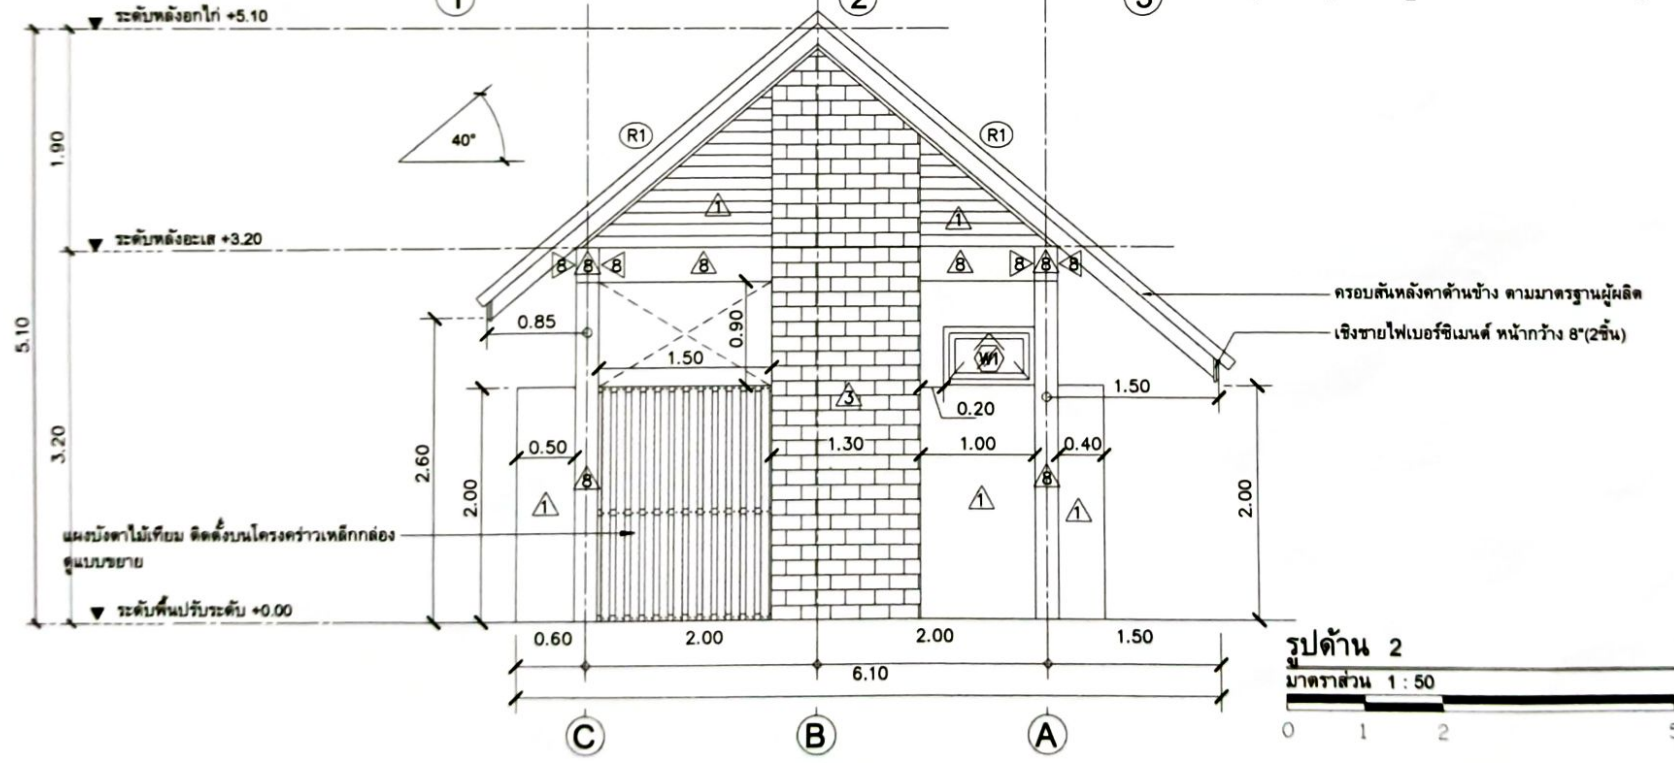 1
2
3
ระดับหลังอกไก่ +5.10
40°
R1
R1
1.90
5.10
1
1
ระดับหลังอะเส +3.20
8
8
8
8
8
8
8
8
ครอบสันหลังคาด้านข้าง ตามมาตรฐานผู้ผลิต
เชิงชายไฟเบอร์ซิเมนต์ หน้ากว้าง 8"(2ชิ้น)
0.85
0.90
1.50
W1
1.50
3
0.20
3.20
2.60
0.50
1.30
1.00
0.40
2.00
2.00
8
8
1
1
1
แผงบังตาไม้เทียม ติดตั้งบนโครงคร่าวเหล็กกล่อง
ดูแบบขยาย
ระดับพื้นปรับระดับ +0.00
0.60
2.00
2.00
1.50
6.10
รูปด้าน 2
มาตราส่วน 1 : 50
0 1 2 5
C
B
A